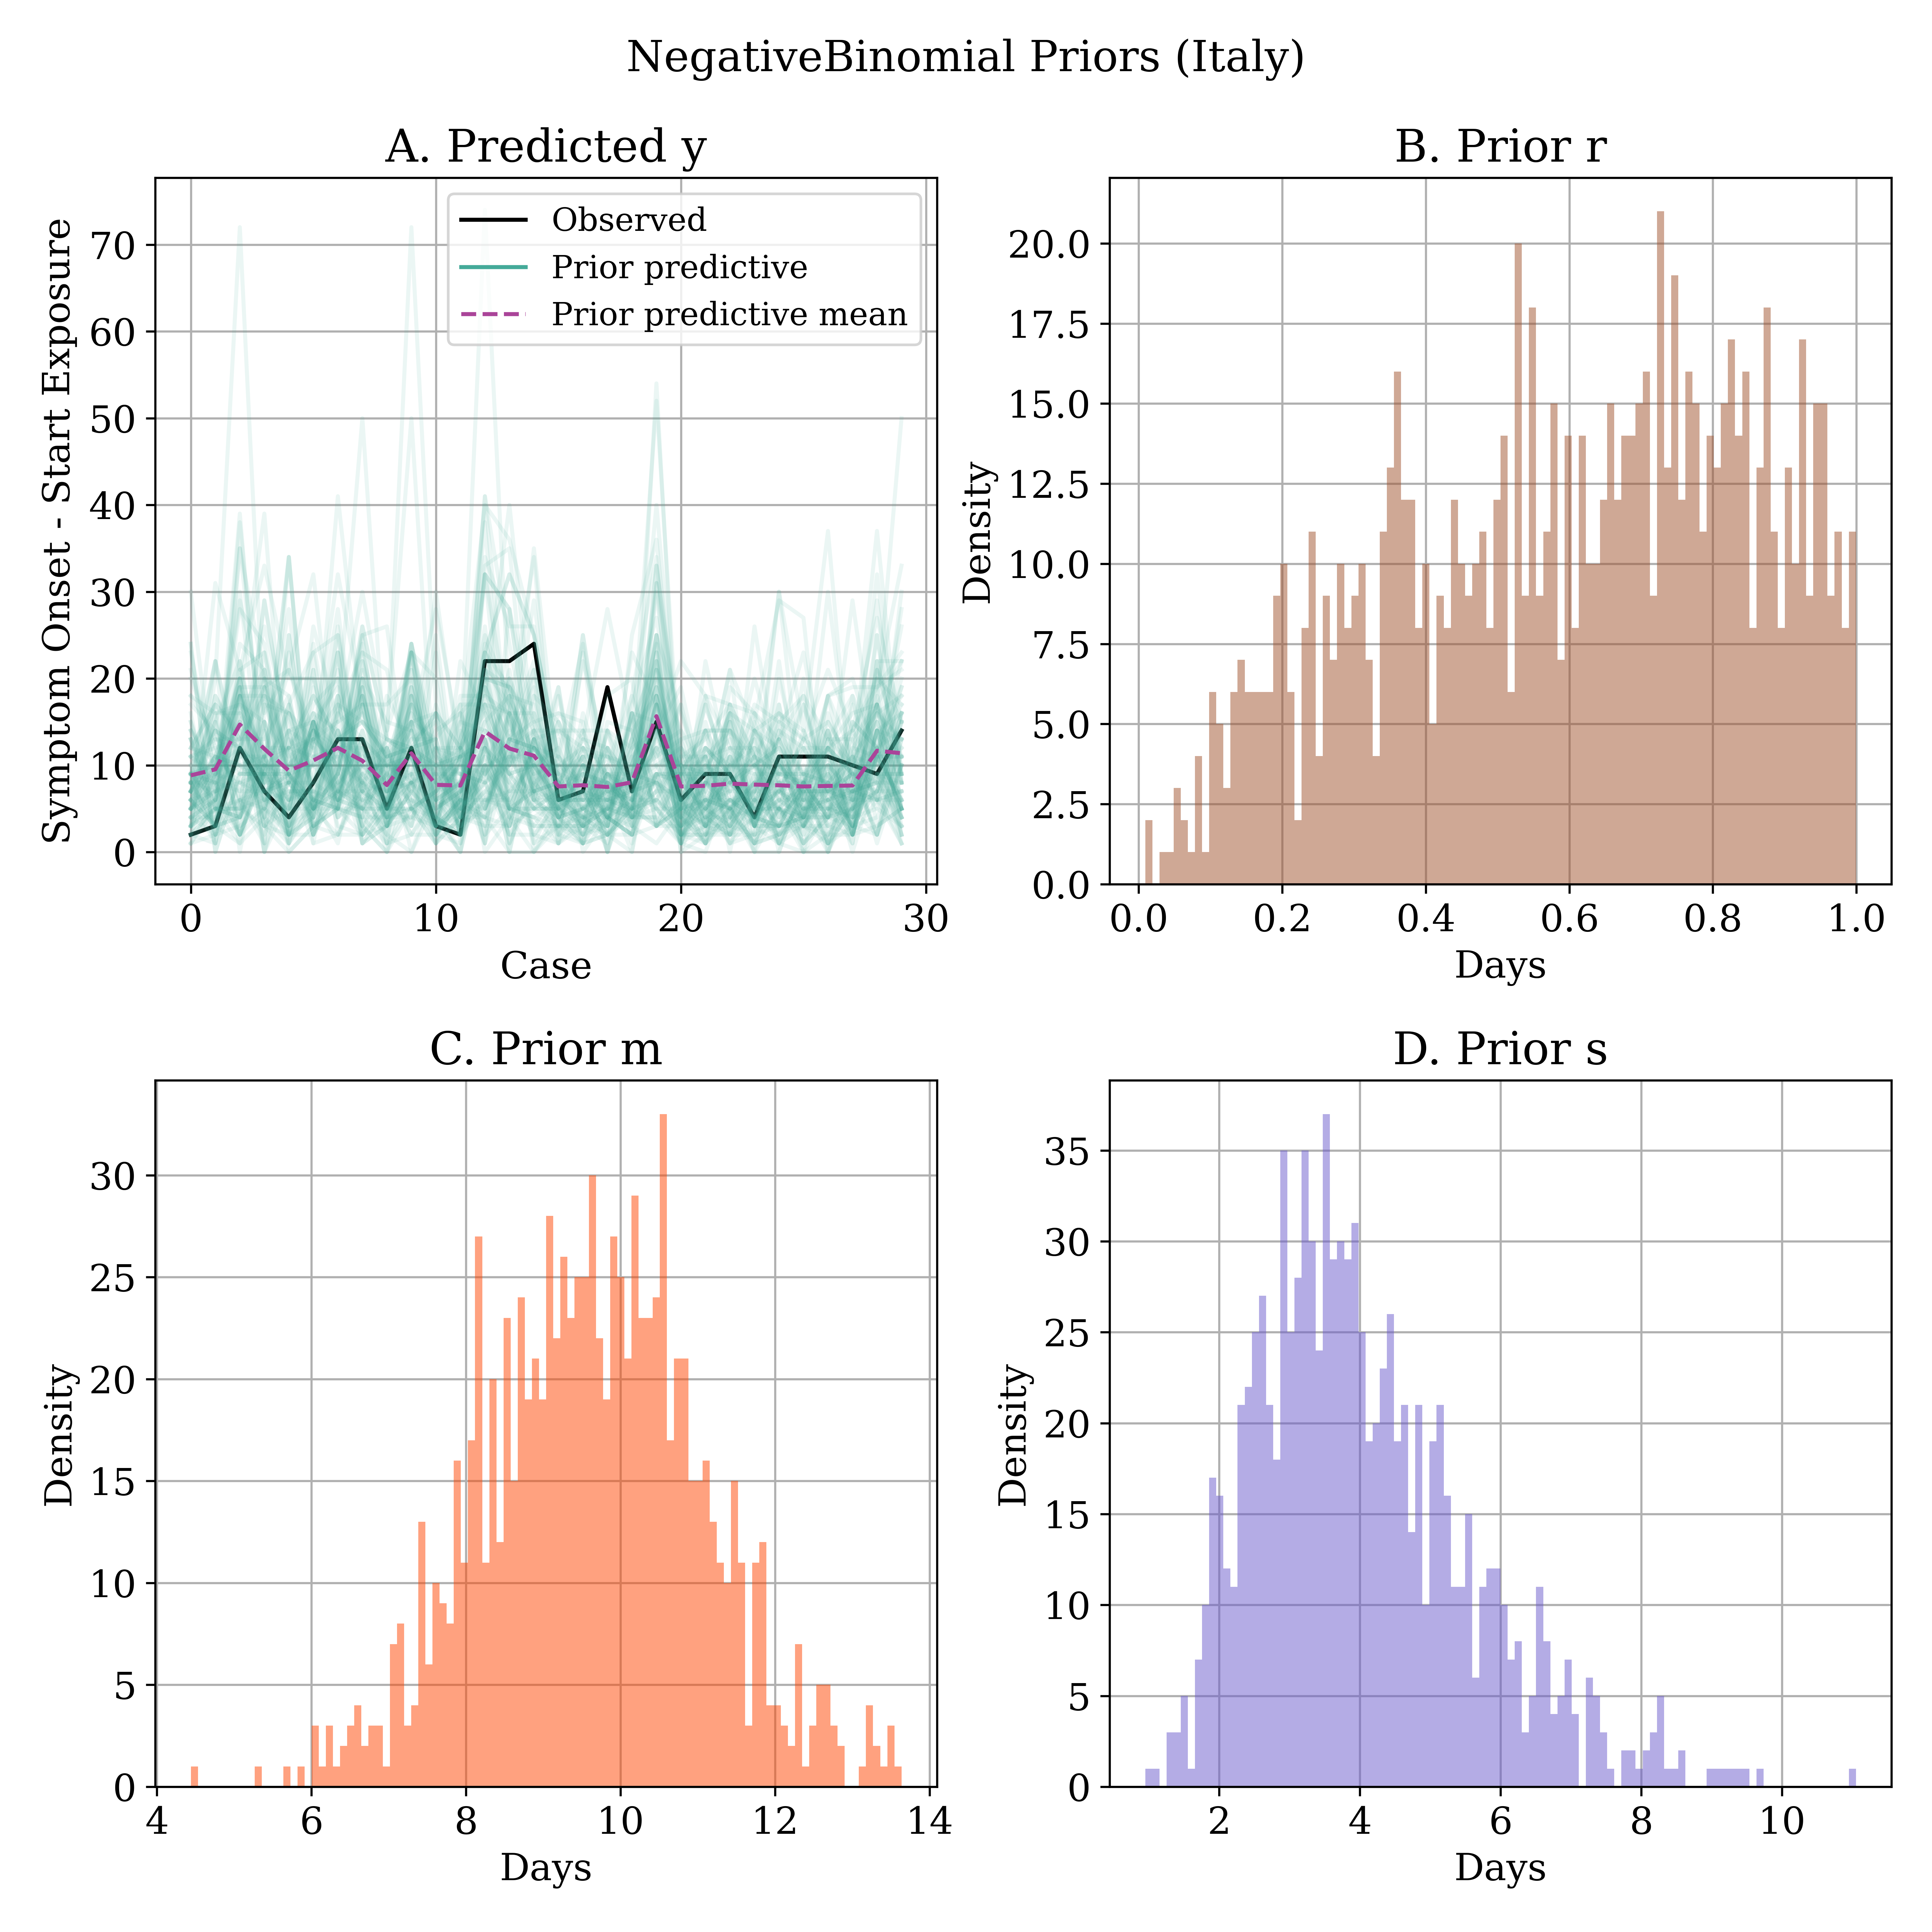 NegativeBinomial Priors (Italy)
A. Predicted y
Symptom Onset - Start Exposure
70
60
50
40
30
20
10
0
Observed
Prior predictive
Prior predictive mean
0 10 20 30
Case
B. Prior r
Density
20.0
17.5
15.0
12.5
10.0
7.5
5.0
2.5
0.0
0.0 0.2 0.4 0.6 0.8 1.0
Days
C. Prior m
Density
30
25
20
15
10
5
0
4 6 8 10 12 14
Days
D. Prior s
Density
35
30
25
20
15
10
5
0
2 4 6 8 10
Days